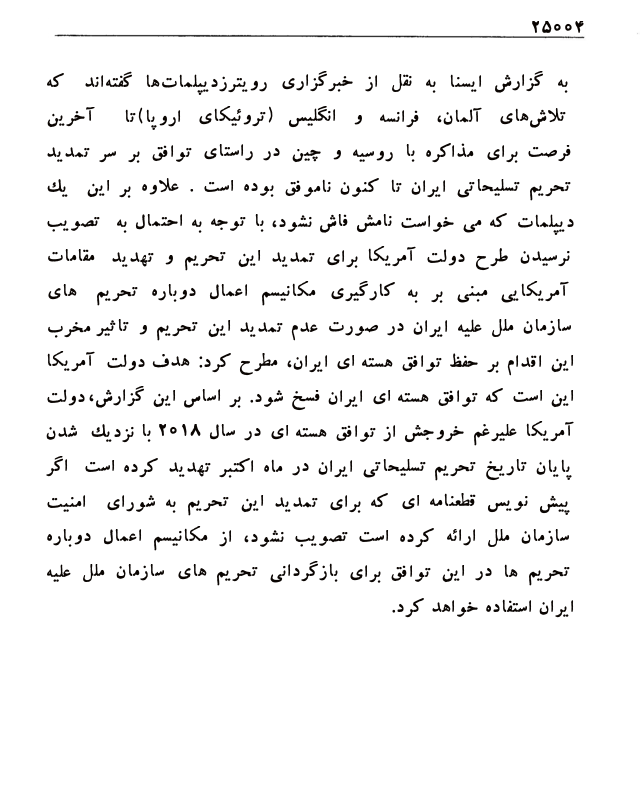 ۲۵۰۰۴
به گزارش ایسنا به نقل از خبرگزاری رویترزدیپلمات‌ها گفته‌اند که
تلاش‌های آلمان، فرانسه و انگلیس (تروئیکای اروپا)تا آخرین
فرصت برای مذاکره با روسیه و چین در راستای توافق بر سر تمدید
تحریم تسلیحاتی ایران تا کنون ناموفق بوده است . علاوه بر این یك
دیپلمات که می خواست نامش فاش نشود، با توجه به احتمال به تصویب
نرسیدن طرح دولت آمریکا برای تمدید این تحریم و تهدید مقامات
آمریکایی مبنی بر به کارگیری مکانیسم اعمال دوباره تحریم های
سازمان ملل علیه ایران در صورت عدم تمدید این تحریم و تاثیر مخرب
این اقدام بر حفظ توافق هسته ای ایران، مطرح کرد: هدف دولت آمریکا
این است که توافق هسته ای ایران فسخ شود. بر اساس این گزارش،دولت
آمریکا علیرغم خروجش از توافق هسته ای در سال ۲۰۱۸ با نزدیك شدن
پایان تاریخ تحریم تسلیحاتی ایران در ماه اکتبر تهدید کرده است اگر
پیش نویس قطعنامه ای که برای تمدید این تحریم به شورای امنیت
سازمان ملل ارائه کرده است تصویب نشود، از مکانیسم اعمال دوباره
تحریم ها در این توافق برای بازگردانی تحریم های سازمان ملل علیه
ایران استفاده خواهد کرد.